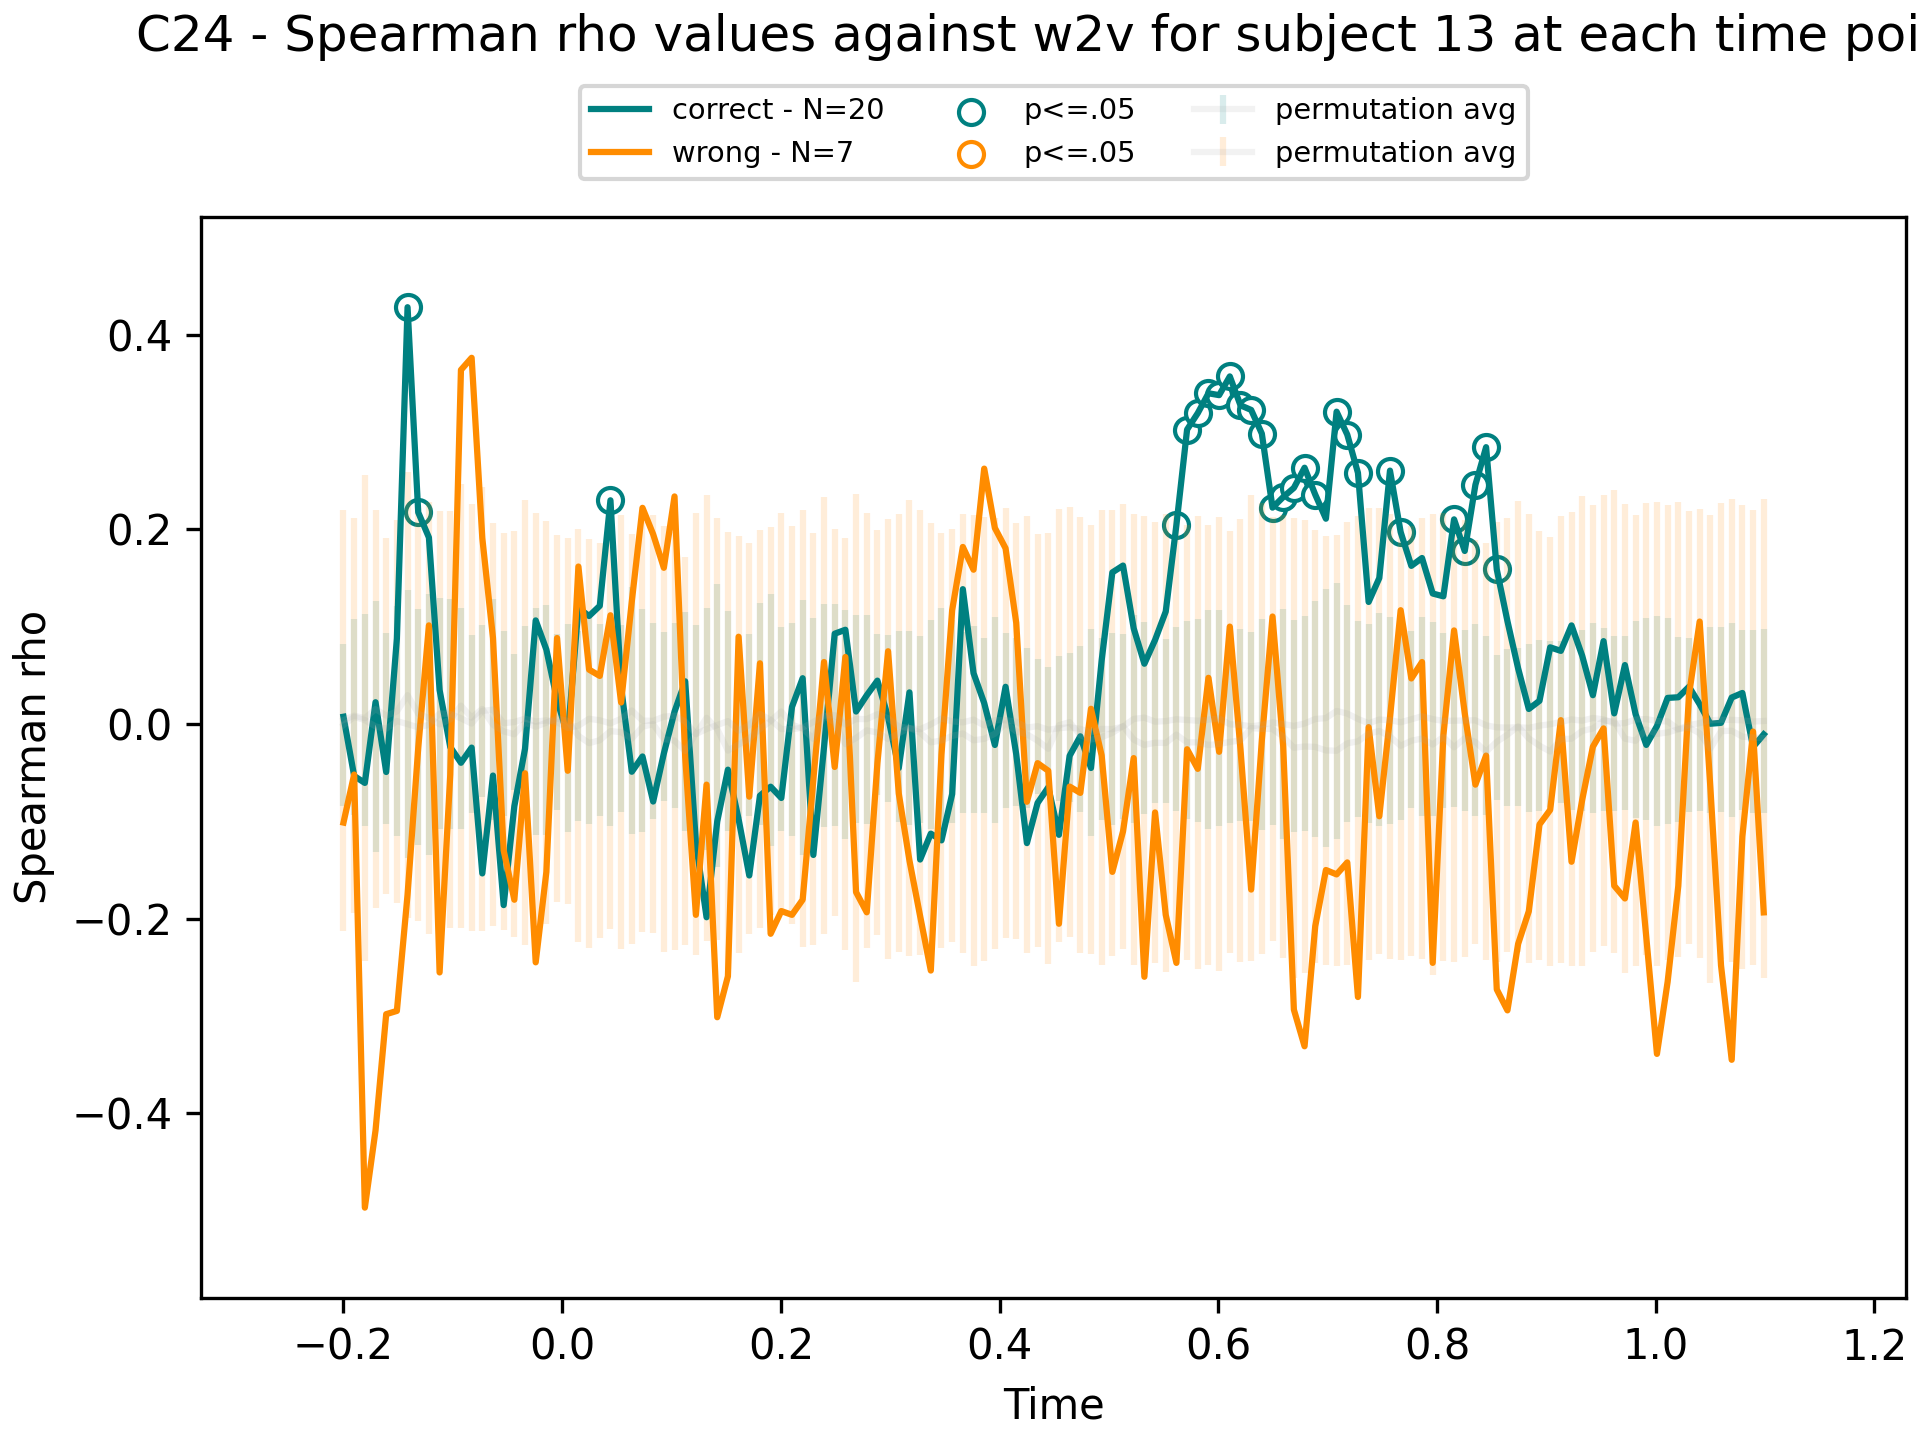 C24 - Spearman rho values against w2v for subject 13 at each time poi
correct - N=20 p<=.05 permutation avg
wrong - N=7 p<=.05 permutation avg
Spearman rho
0.4
0.2
0.0
−0.2
−0.4
−0.2 0.0 0.2 0.4 0.6 0.8 1.0 1.2
Time